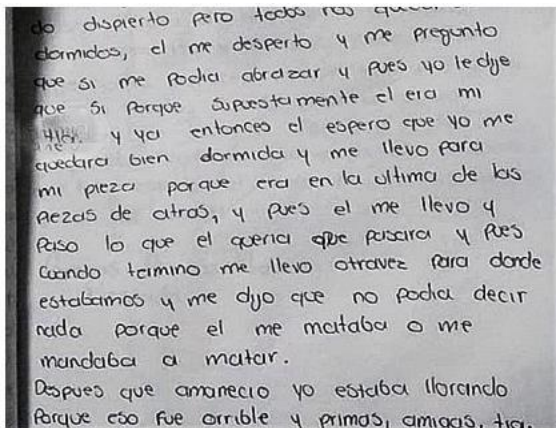 do dispierto pero todos nos
dormidos, el me desperto y me pregunto
que si me podia abrazar y pues yo le dije
que si porque supuestamente el era mi
y ya entonces el espero que yo me
quedara bien dormida y me llevo para
mi pieza porque era en la ultima de las
piezas de atras, y pues el me llevo y
paso lo que el queria que pasara y pues
cuando termino me llevo otravez para donde
estabamos y me dijo que no podia decir
nada porque el me mataba o me
mandaba a matar.
Despues que amanecio yo estaba llorando
porque eso fue orrible y primas, amigas, tia.